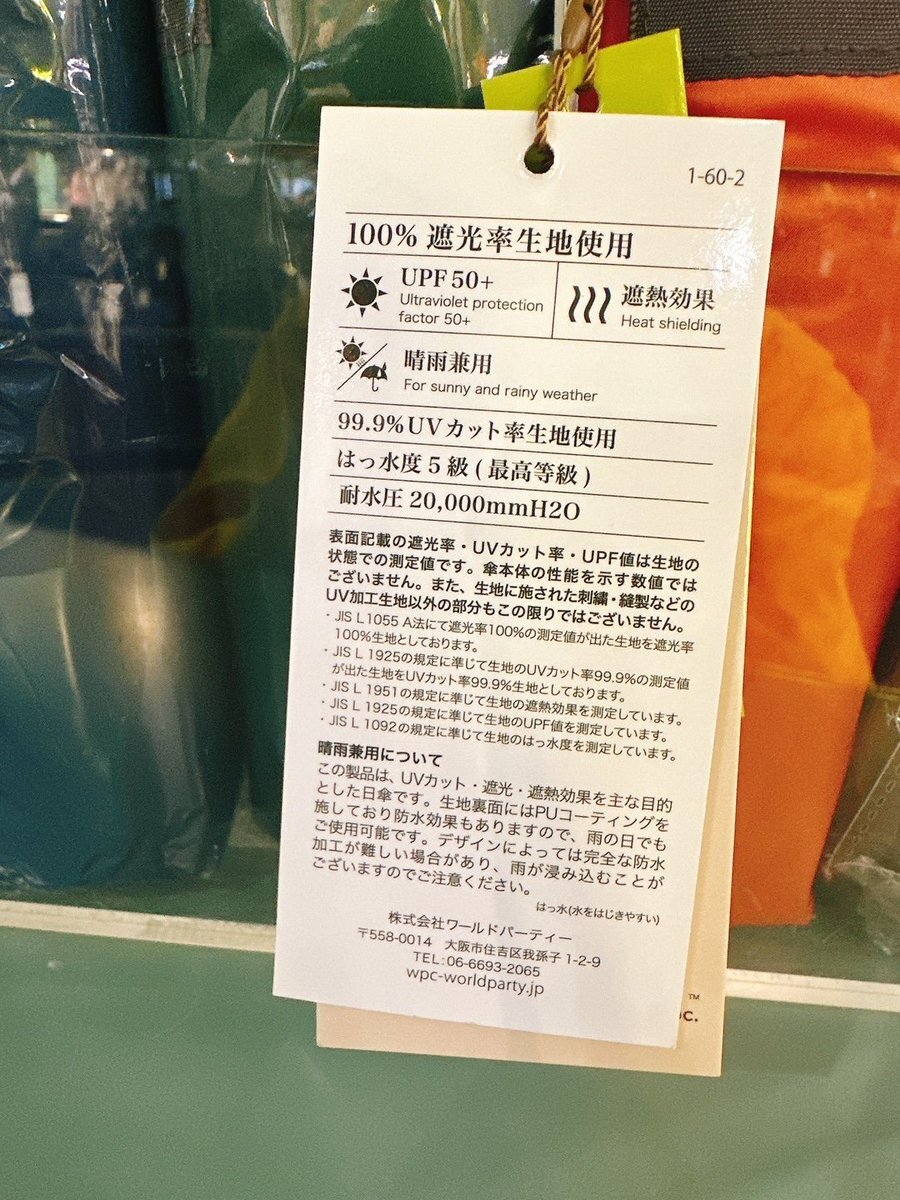 1-60-2
100% 遮光率生地使用
UPF 50+
Ultraviolet protection
factor 50+
遮熱効果
Heat shielding
晴雨兼用
For sunny and rainy weather
99.9% UVカット率生地使用
はっ水度 5 級 ( 最高等級 )
耐水圧 20,000mmH2O
表面記載の遮光率・UVカット率・UPF値は生地の
状態での測定値です。傘本体の性能を示す数値では
ございません。また、生地に施された刺繍・縫製などの
UV加工生地以外の部分もこの限りではございません。
・JIS L1055 A法にて遮光率100%の測定値が出た生地を遮光率
100%生地としております。
・JIS L 1925の規定に準じて生地のUVカット率99.9%の測定値
が出た生地をUVカット率99.9%生地としております。
・JIS L 1951の規定に準じて生地の遮熱効果を測定しています。
・JIS L 1925の規定に準じて生地のUPF値を測定しています。
・JIS L 1092の規定に準じて生地のはっ水度を測定しています。
晴雨兼用について
この製品は、UVカット・遮光・遮熱効果を主な目的
とした日傘です。生地裏面にはPUコーティングを
施しており防水効果もありますので、雨の日でも
ご使用可能です。デザインによっては完全な防水
加工が難しい場合があり、雨が浸み込むことが
ございますのでご注意ください。
はっ水(水をはじきやすい)
株式会社ワールドパーティー
〒558-0014 大阪市住吉区我孫子 1-2-9
TEL:06-6693-2065
wpc-worldparty.jp
™